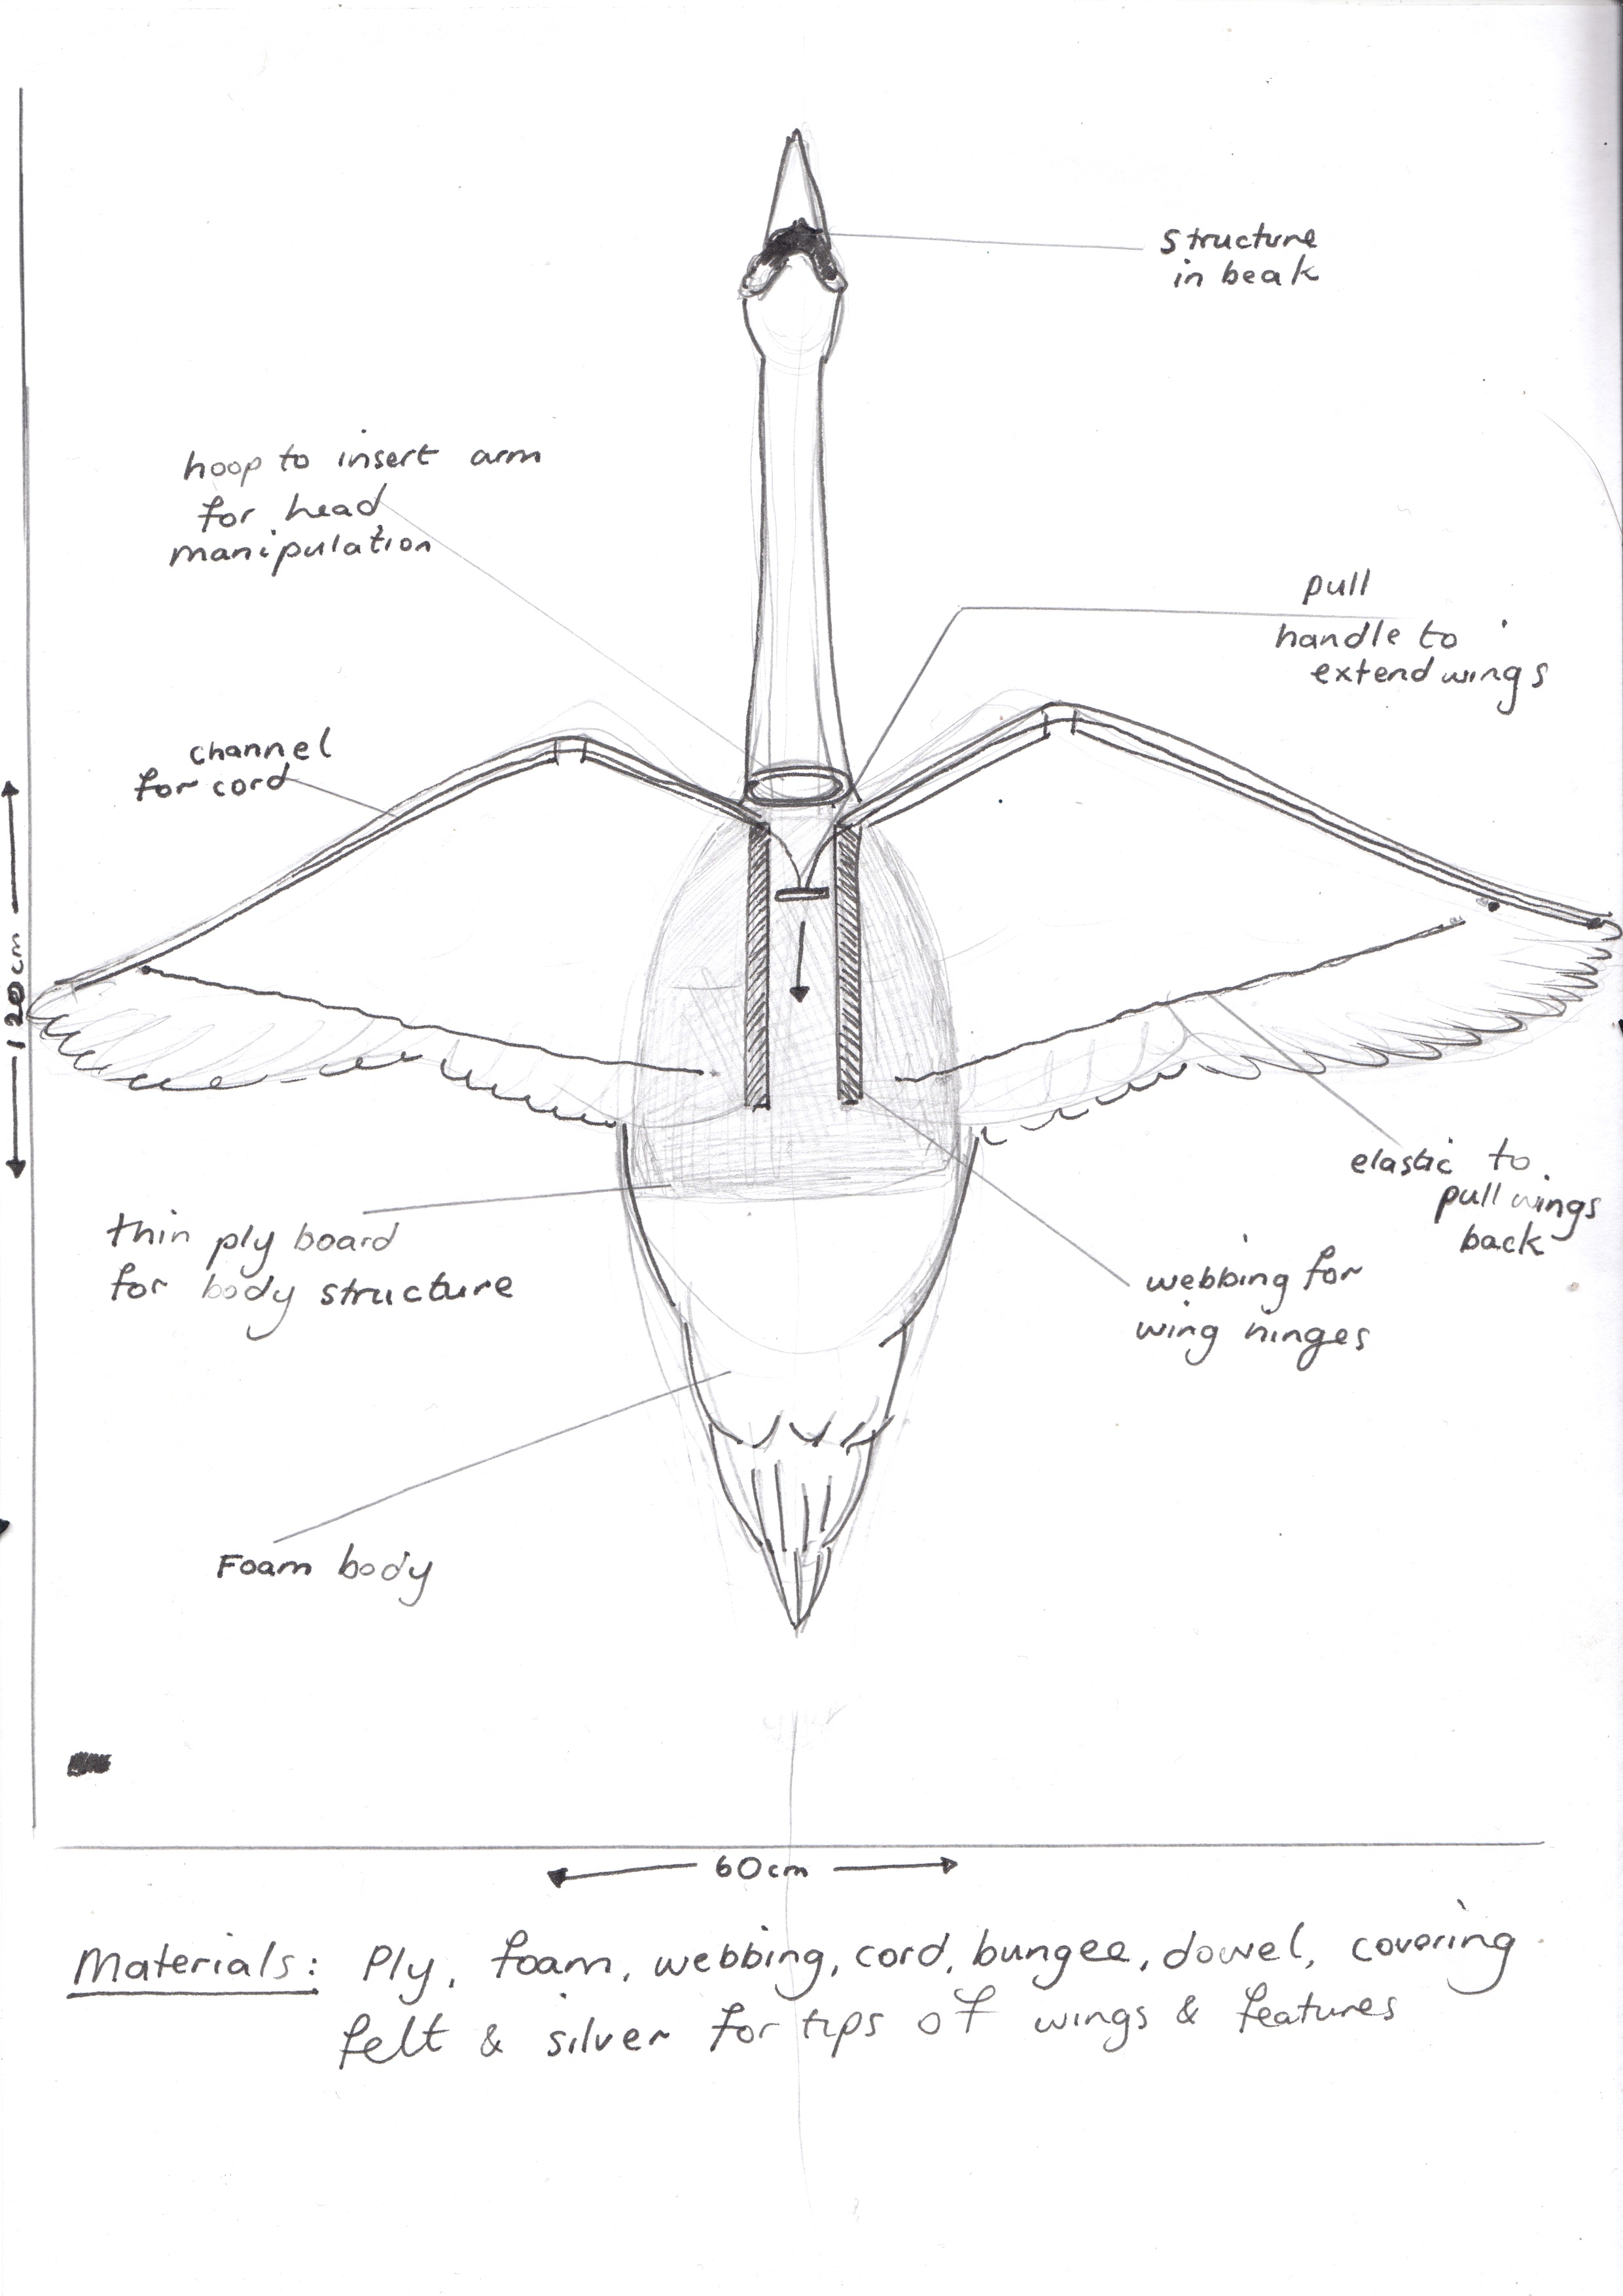 structure
in beak
hoop to insert arm
for head
manipulation
pull
handle to
extend wings
channel
for cord
120cm
elastic to
pull wings
back
thin ply board
for body structure
webbing for
wing hinges
Foam body
60cm
Materials: Ply, foam, webbing, cord, bungee, dowel, covering
felt & silver for tips of wings & features